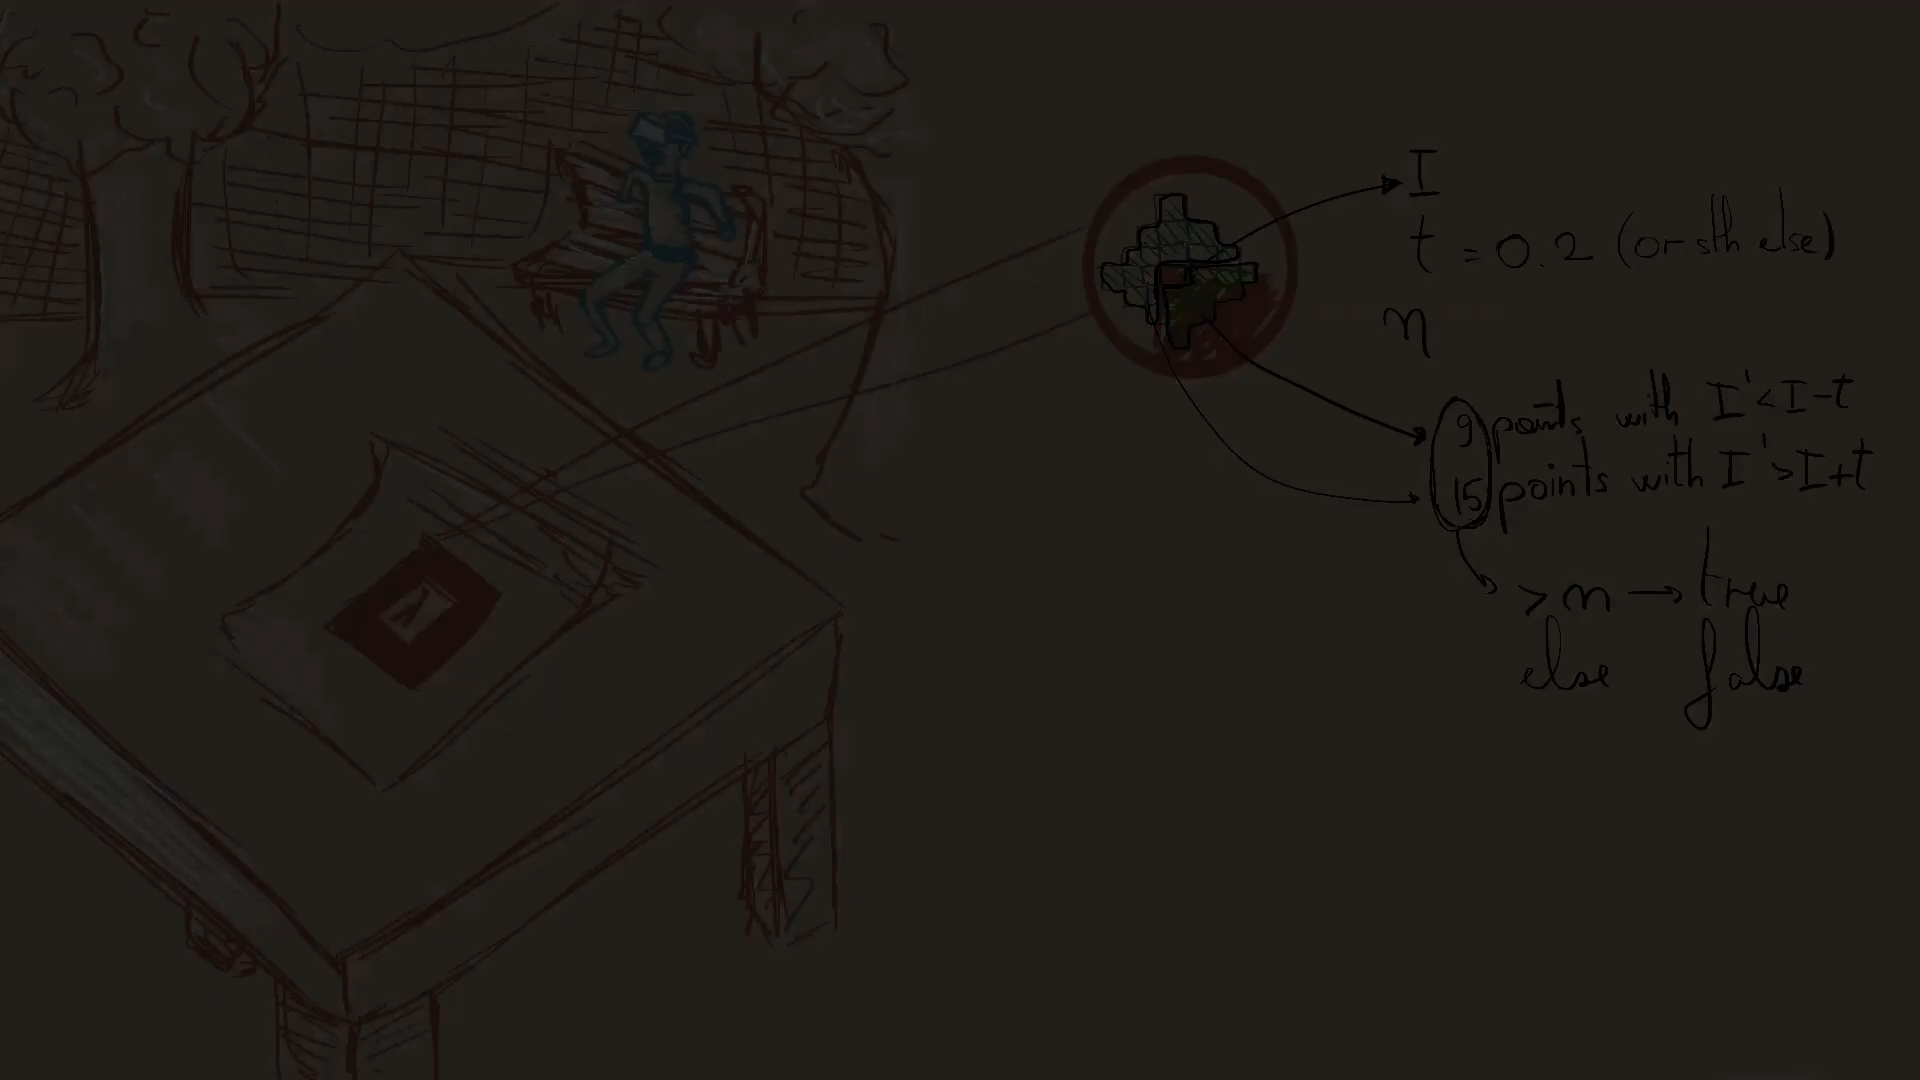 I
t = 0.2 (or sth else)
n
9 points with I' < I - t
15 points with I' > I + t
> n → true
else false